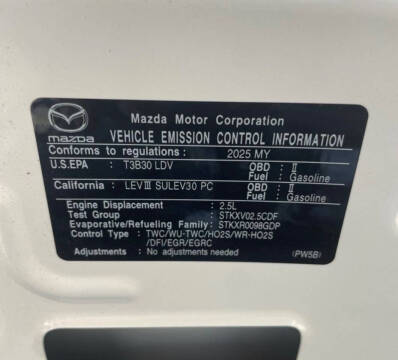 Mazda Motor Corporation
mazda
VEHICLE EMISSION CONTROL INFORMATION
Conforms to regulations : 2025 MY
U.S.EPA : T3B30 LDV OBD : II
Fuel : Gasoline
California : LEVⅢ SULEV30 PC OBD : II
Fuel : Gasoline
Engine Displacement : 2.5L
Test Group : STKXV02.5CDF
Evaporative/Refueling Family : STKXR0098GDP
Control Type : TWC/WU-TWC/HO2S/WR-HO2S
/DFI/EGR/EGRC
Adjustments : No adjustments needed (PW5B)